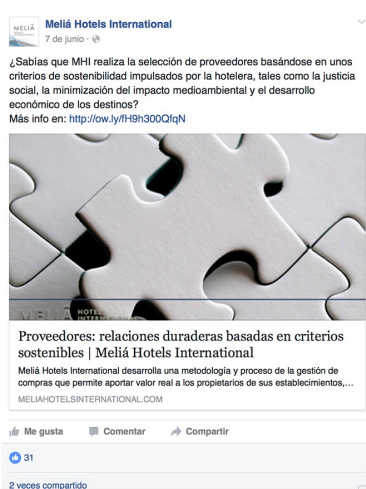 MELIÁ
Meliá Hotels International
7 de junio ·
¿Sabías que MHI realiza la selección de proveedores basándose en unos
criterios de sostenibilidad impulsados por la hotelera, tales como la justicia
social, la minimización del impacto medioambiental y el desarrollo
económico de los destinos?
Más info en: http://ow.ly/fH9h300QfqN
MELIÁ HOTELS
INTERNATIONAL
Proveedores: relaciones duraderas basadas en criterios
sostenibles | Meliá Hotels International
Meliá Hotels International desarrolla una metodología y proceso de la gestión de
compras que permite aportar valor real a los propietarios de sus establecimientos,...
MELIAHOTELSINTERNATIONAL.COM
Me gusta Comentar Compartir
31
2 veces compartido